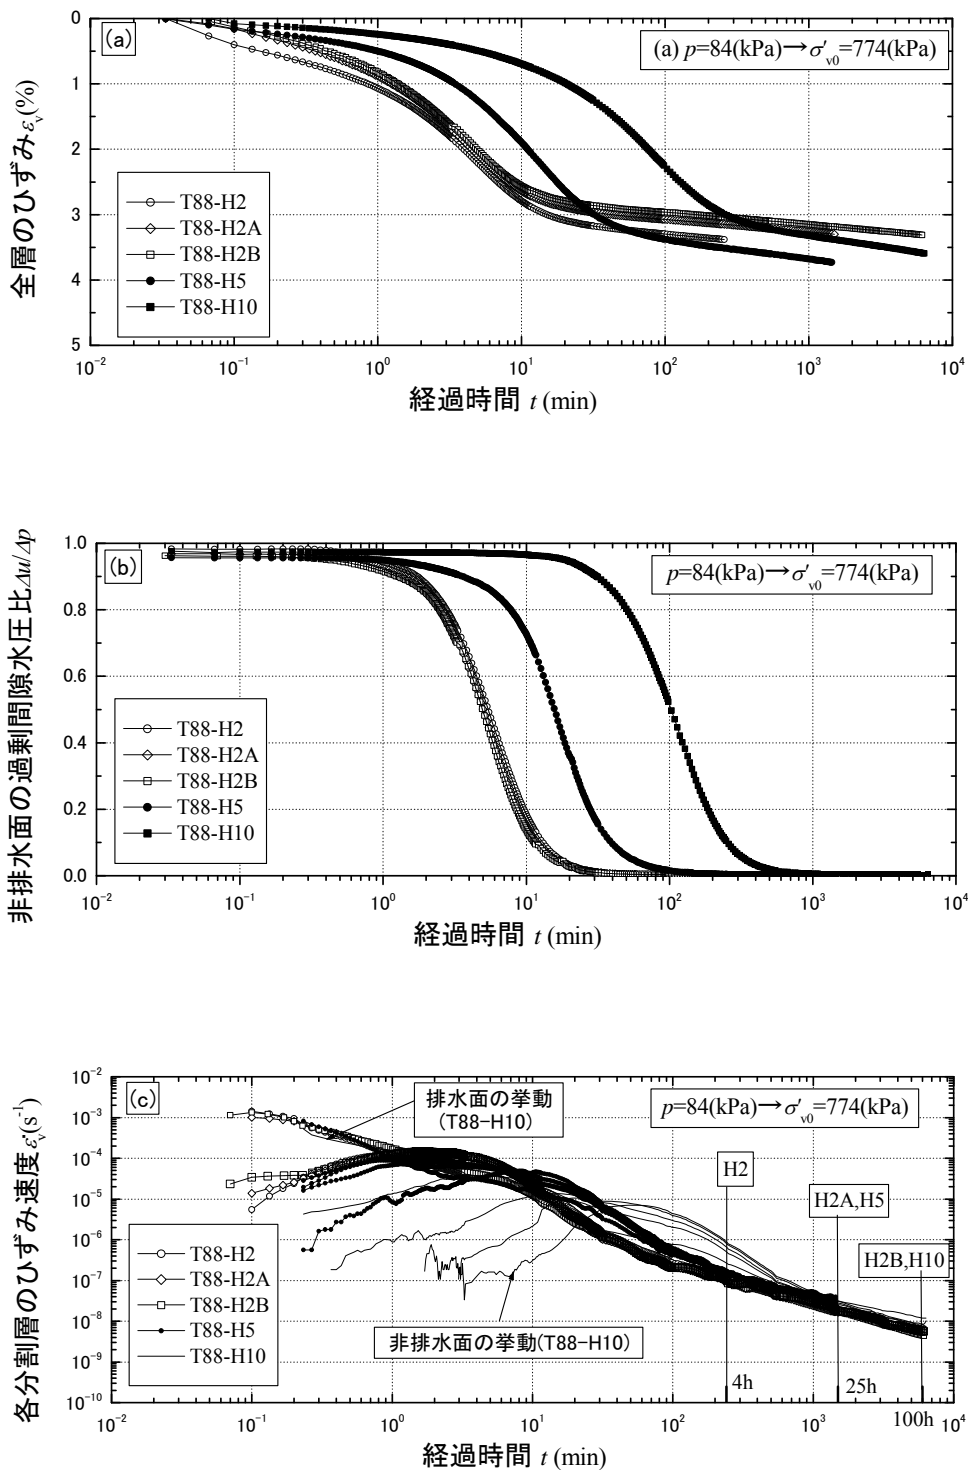 (a)
(a) p=84(kPa)→σ′v0=774(kPa)
全層のひずみεv(%)
0
1
2
3
4
5
T88-H2
T88-H2A
T88-H2B
T88-H5
T88-H10
10⁻² 10⁻¹ 10⁰ 10¹ 10² 10³ 10⁴
経過時間 t (min)
(b)
p=84(kPa)→σ′v0=774(kPa)
非排水面の過剰間隙水圧比Δu/Δp
1.0
0.8
0.6
0.4
0.2
0.0
T88-H2
T88-H2A
T88-H2B
T88-H5
T88-H10
10⁻² 10⁻¹ 10⁰ 10¹ 10² 10³ 10⁴
経過時間 t (min)
(c)
排水面の挙動
(T88-H10)
p=84(kPa)→σ′v0=774(kPa)
各分割層のひずみ速度ε̇v(s⁻¹)
10⁻²
10⁻³
10⁻⁴
10⁻⁵
10⁻⁶
10⁻⁷
10⁻⁸
10⁻⁹
10⁻¹⁰
H2
H2A,H5
H2B,H10
T88-H2
T88-H2A
T88-H2B
T88-H5
T88-H10
非排水面の挙動(T88-H10)
4h
25h
100h
10⁻² 10⁻¹ 10⁰ 10¹ 10² 10³ 10⁴
経過時間 t (min)